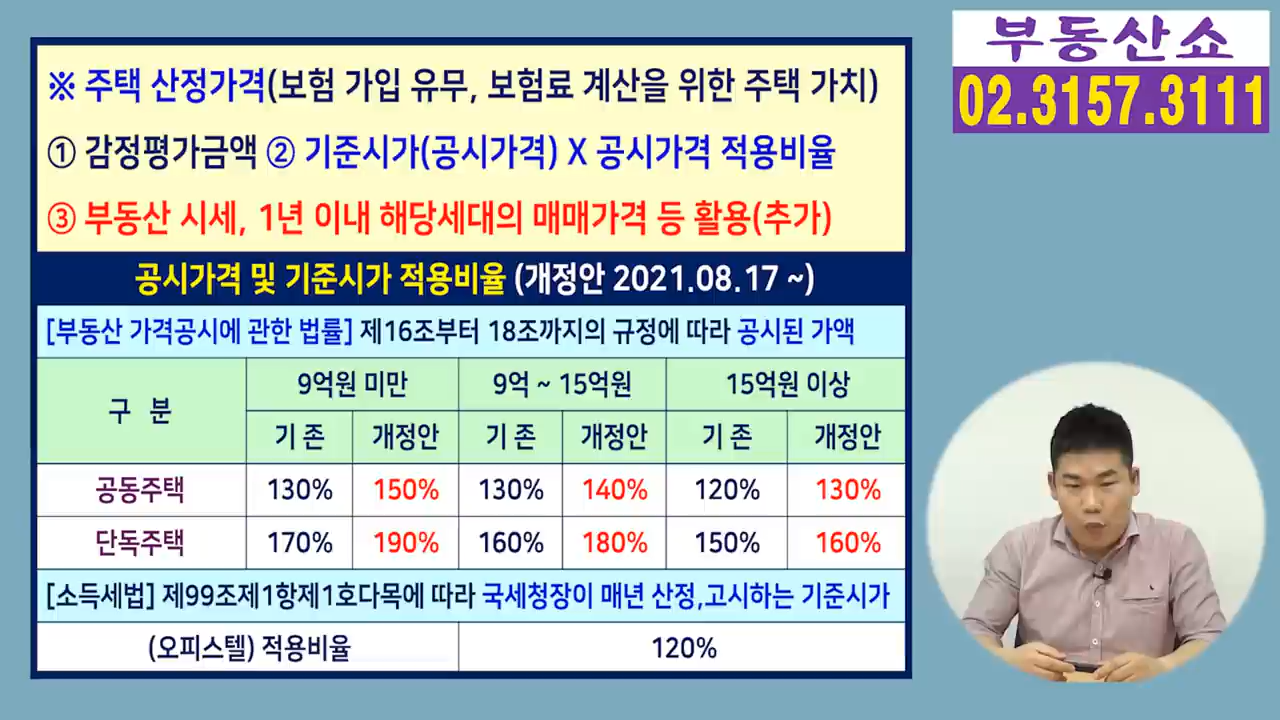 부동산쇼
02.3157.3111
※ 주택 산정가격(보험 가입 유무, 보험료 계산을 위한 주택 가치)
① 감정평가금액 ② 기준시가(공시가격) X 공시가격 적용비율
③ 부동산 시세, 1년 이내 해당세대의 매매가격 등 활용(추가)
공시가격 및 기준시가 적용비율 (개정안 2021.08.17 ~)
[부동산 가격공시에 관한 법률] 제16조부터 18조까지의 규정에 따라 공시된 가액
구 분 9억원 미만 9억 ~ 15억원 15억원 이상
기 존 개정안 기 존 개정안 기 존 개정안
공동주택 130% 150% 130% 140% 120% 130%
단독주택 170% 190% 160% 180% 150% 160%
[소득세법] 제99조제1항제1호다목에 따라 국세청장이 매년 산정,고시하는 기준시가
(오피스텔) 적용비율 120%